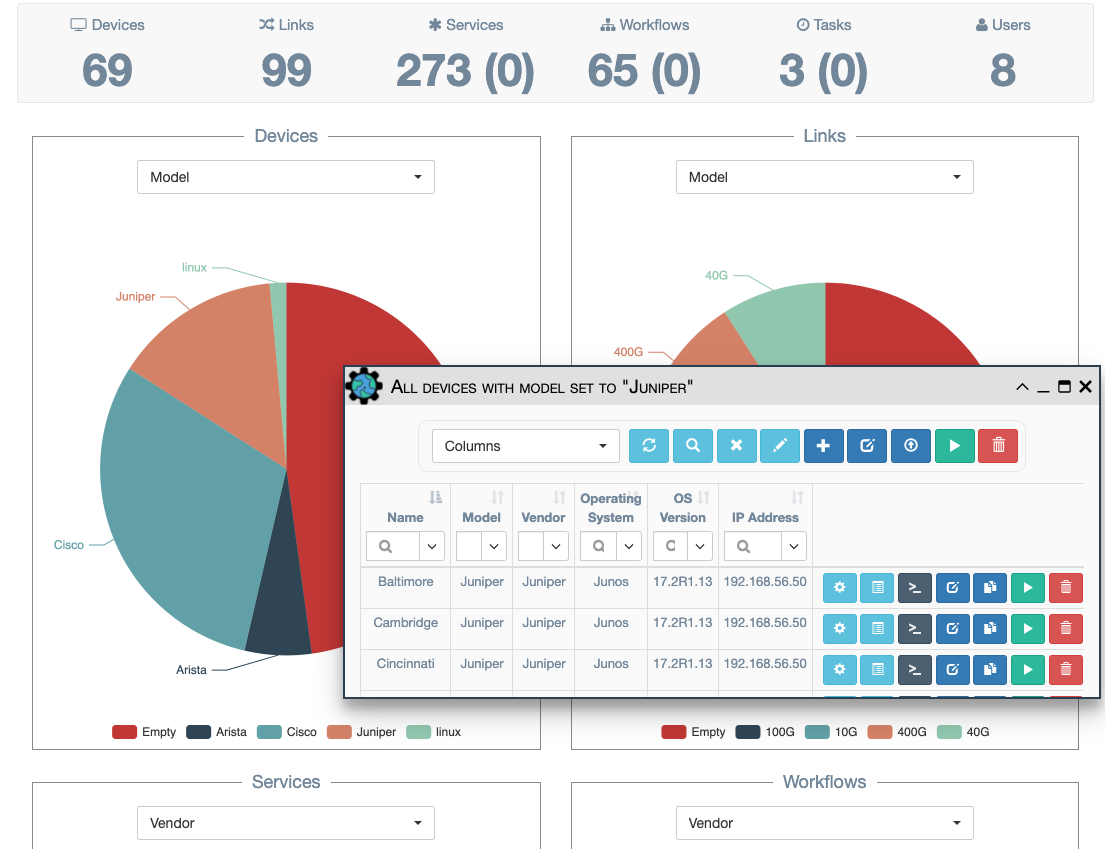 Devices Links Services Workflows Tasks Users
69 99 273 (0) 65 (0) 3 (0) 8
Devices
Model
linux
Juniper
Cisco
Arista
Empty Arista Cisco Juniper linux
Links
Model
40G
400G
Empty 100G 10G 400G 40G
All devices with model set to "Juniper"
Columns
Name Model Vendor Operating System OS Version IP Address
Baltimore Juniper Juniper Junos 17.2R1.13 192.168.56.50
Cambridge Juniper Juniper Junos 17.2R1.13 192.168.56.50
Cincinnati Juniper Juniper Junos 17.2R1.13 192.168.56.50
Services
Vendor
Workflows
Vendor